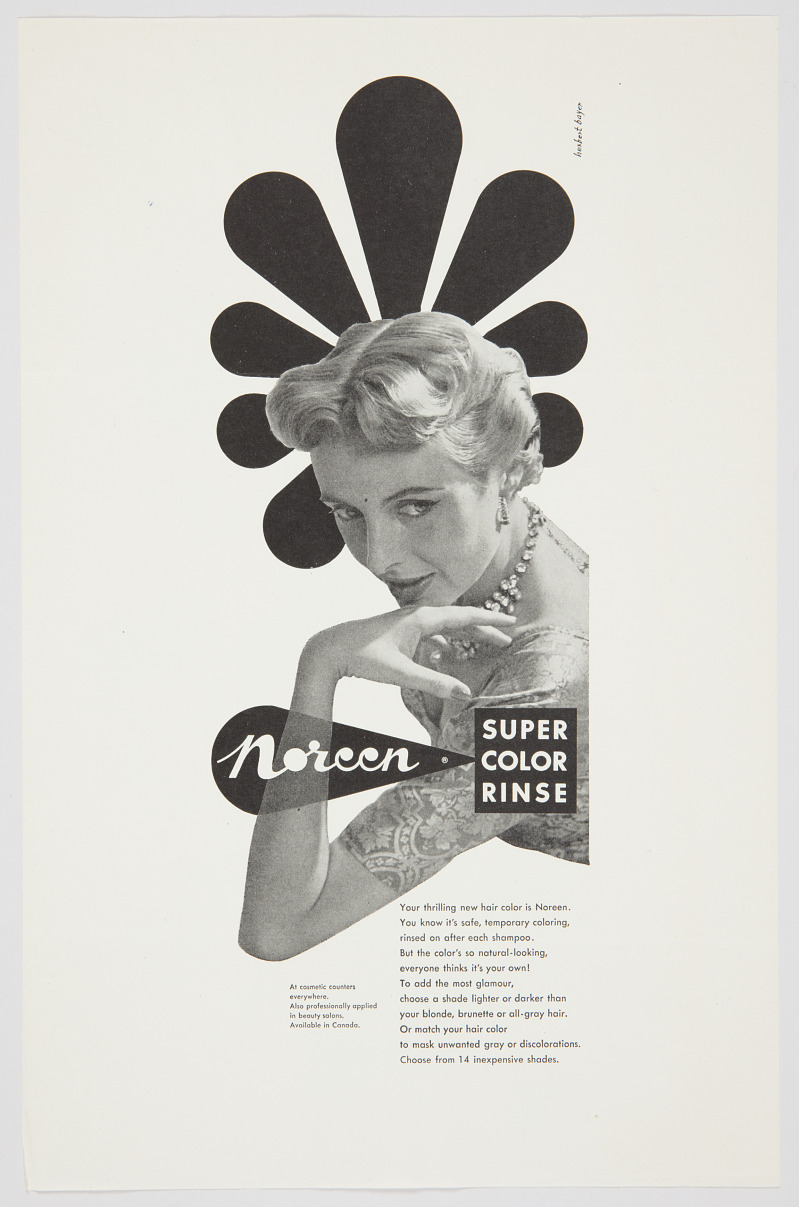 herbert bayer
Noreen ®
SUPER
COLOR
RINSE
Your thrilling new hair color is Noreen.
You know it's safe, temporary coloring,
rinsed on after each shampoo.
But the color's so natural-looking,
everyone thinks it's your own!
To add the most glamour,
choose a shade lighter or darker than
your blonde, brunette or all-gray hair.
Or match your hair color
to mask unwanted gray or discolorations.
Choose from 14 inexpensive shades.
At cosmetic counters
everywhere.
Also professionally applied
in beauty salons.
Available in Canada.